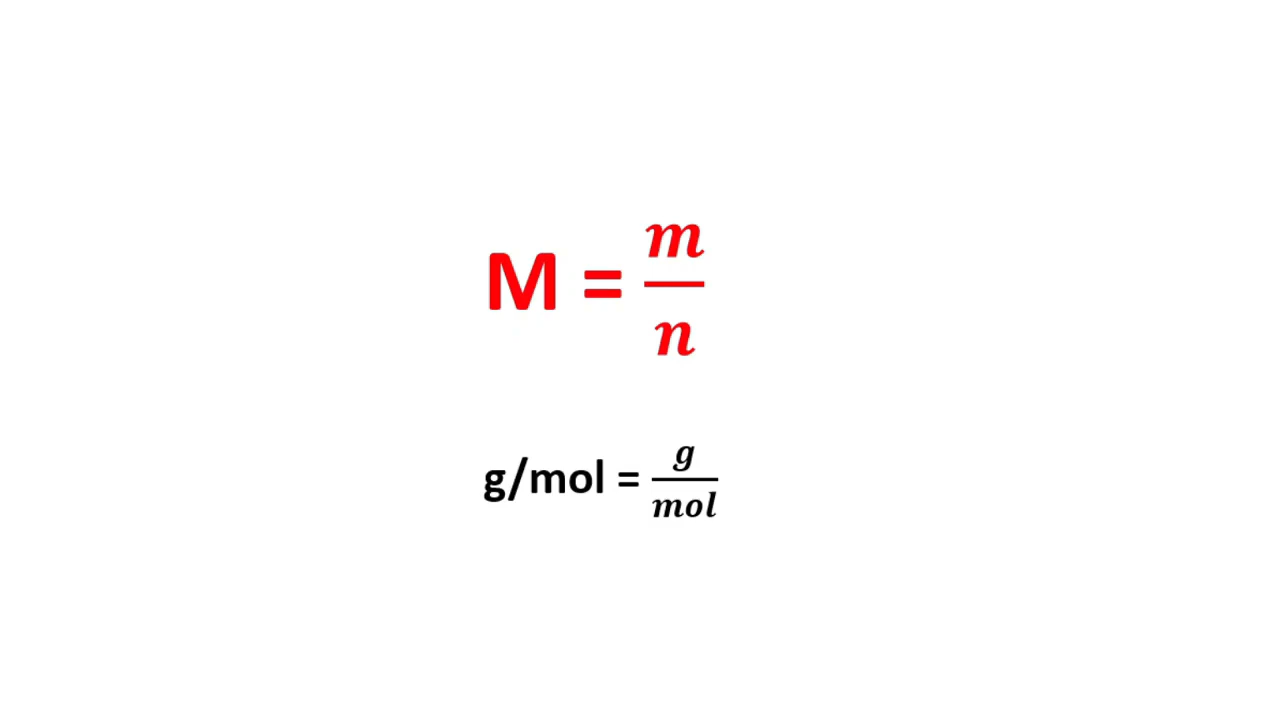 M = m/n
g/mol = g/mol